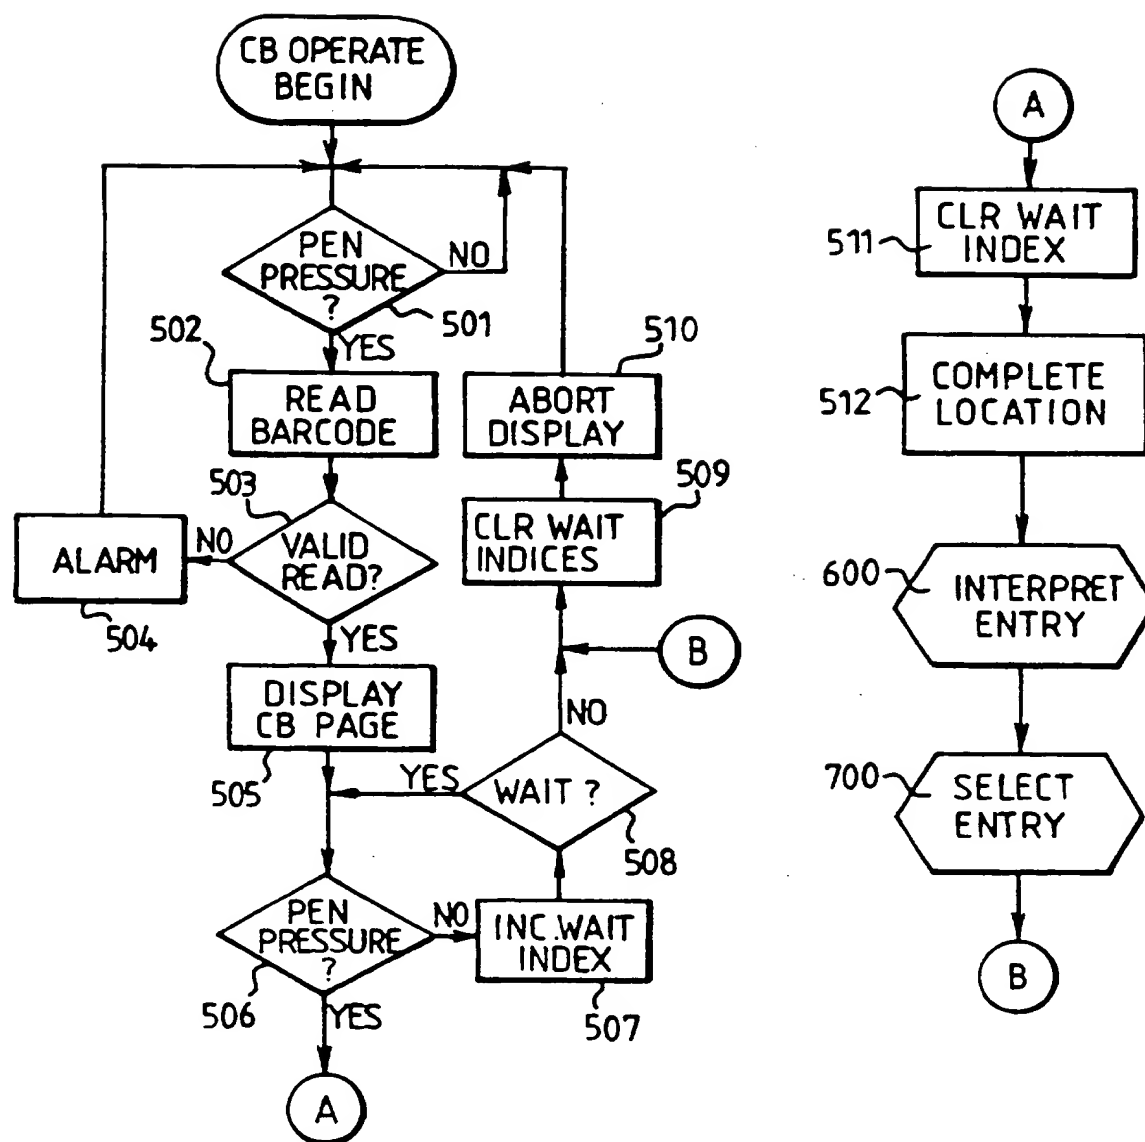 CB OPERATE
BEGIN
PEN
PRESSURE
?
NO
501
YES
502
READ
BARCODE
503
VALID
READ?
NO
ALARM
504
YES
DISPLAY
CB PAGE
505
PEN
PRESSURE
?
506
YES
A
NO
INC.WAIT
INDEX
507
WAIT ?
508
YES
NO
B
CLR WAIT
INDICES
509
ABORT
DISPLAY
510
A
CLR WAIT
INDEX
511
COMPLETE
LOCATION
512
INTERPRET
ENTRY
600
SELECT
ENTRY
700
B